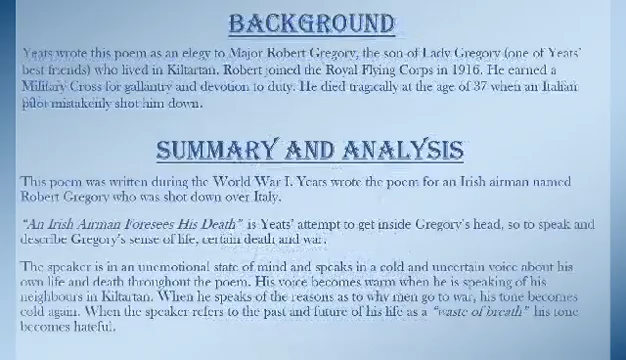 BACKGROUND
Yeats wrote this poem as an elegy to Major Robert Gregory, the son of Lady Gregory (one of Yeats'
best friends) who lived in Kiltartan. Robert joined the Royal Flying Corps in 1916. He earned a
Military Cross for gallantry and devotion to duty. He died tragically at the age of 37 when an Italian
pilot mistakenly shot him down.
SUMMARY AND ANALYSIS
This poem was written during the World War I. Yeats wrote the poem for an Irish airman named
Robert Gregory who was shot down over Italy.
"An Irish Airman Foresees His Death" is Yeats' attempt to get inside Gregory's head, so to speak and
describe Gregory's sense of life, certain death and war.
The speaker is in an unemotional state of mind and speaks in a cold and uncertain voice about his
own life and death throughout the poem. His voice becomes warm when he is speaking of his
neighbours in Kiltartan. When he speaks of the reasons as to why men go to war, his tone becomes
cold again. When the speaker refers to the past and future of his life as a "waste of breath" his tone
becomes hateful.